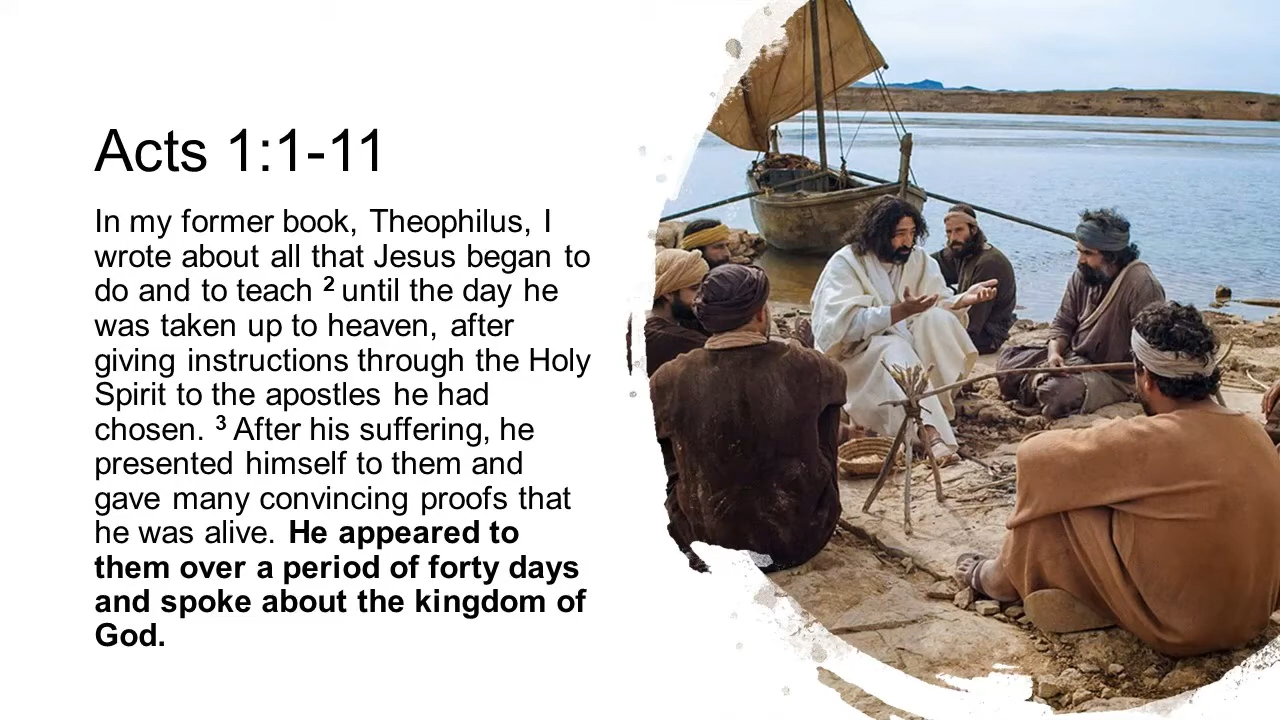 Acts 1:1-11
In my former book, Theophilus, I
wrote about all that Jesus began to
do and to teach 2 until the day he
was taken up to heaven, after
giving instructions through the Holy
Spirit to the apostles he had
chosen. 3 After his suffering, he
presented himself to them and
gave many convincing proofs that
he was alive. He appeared to
them over a period of forty days
and spoke about the kingdom of
God.